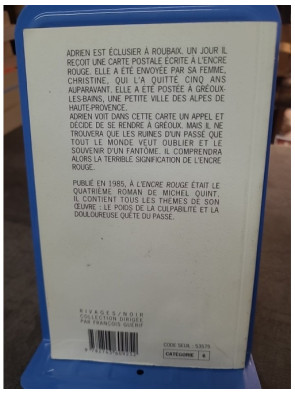 ADRIEN EST ÉCLUSIER À ROUBAIX, UN JOUR IL
REÇOIT UNE CARTE POSTALE ÉCRITE À L'ENCRE
ROUGE. ELLE A ÉTÉ ENVOYÉE PAR SA FEMME,
CHRISTINE, QUI L'A QUITTÉ CINQ ANS
AUPARAVANT. ELLE A ÉTÉ POSTÉE À GRÉOUX-
LES-BAINS, UNE PETITE VILLE DES ALPES DE
HAUTE-PROVENCE.
ADRIEN VOIT DANS CETTE CARTE UN APPEL ET
DÉCIDE DE SE RENDRE À GRÉOUX. MAIS IL NE
TROUVERA QUE LES RUINES D'UN PASSÉ QUE
TOUT LE MONDE VEUT OUBLIER ET LE
SOUVENIR D'UN FANTÔME. IL COMPRENDRA
ALORS LA TERRIBLE SIGNIFICATION DE L'ENCRE
ROUGE.
PUBLIÉ EN 1985, À L'ENCRE ROUGE ÉTAIT LE
QUATRIÈME ROMAN DE MICHEL QUINT.
IL CONTIENT TOUS LES THÈMES DE SON
ŒUVRE : LE POIDS DE LA CULPABILITÉ ET LA
DOULOUREUSE QUÊTE DU PASSÉ.
RIVAGES/NOIR
COLLECTION DIRIGÉE
PAR FRANÇOIS GUÉRIF
CODE SEUIL :
CATÉGORIE